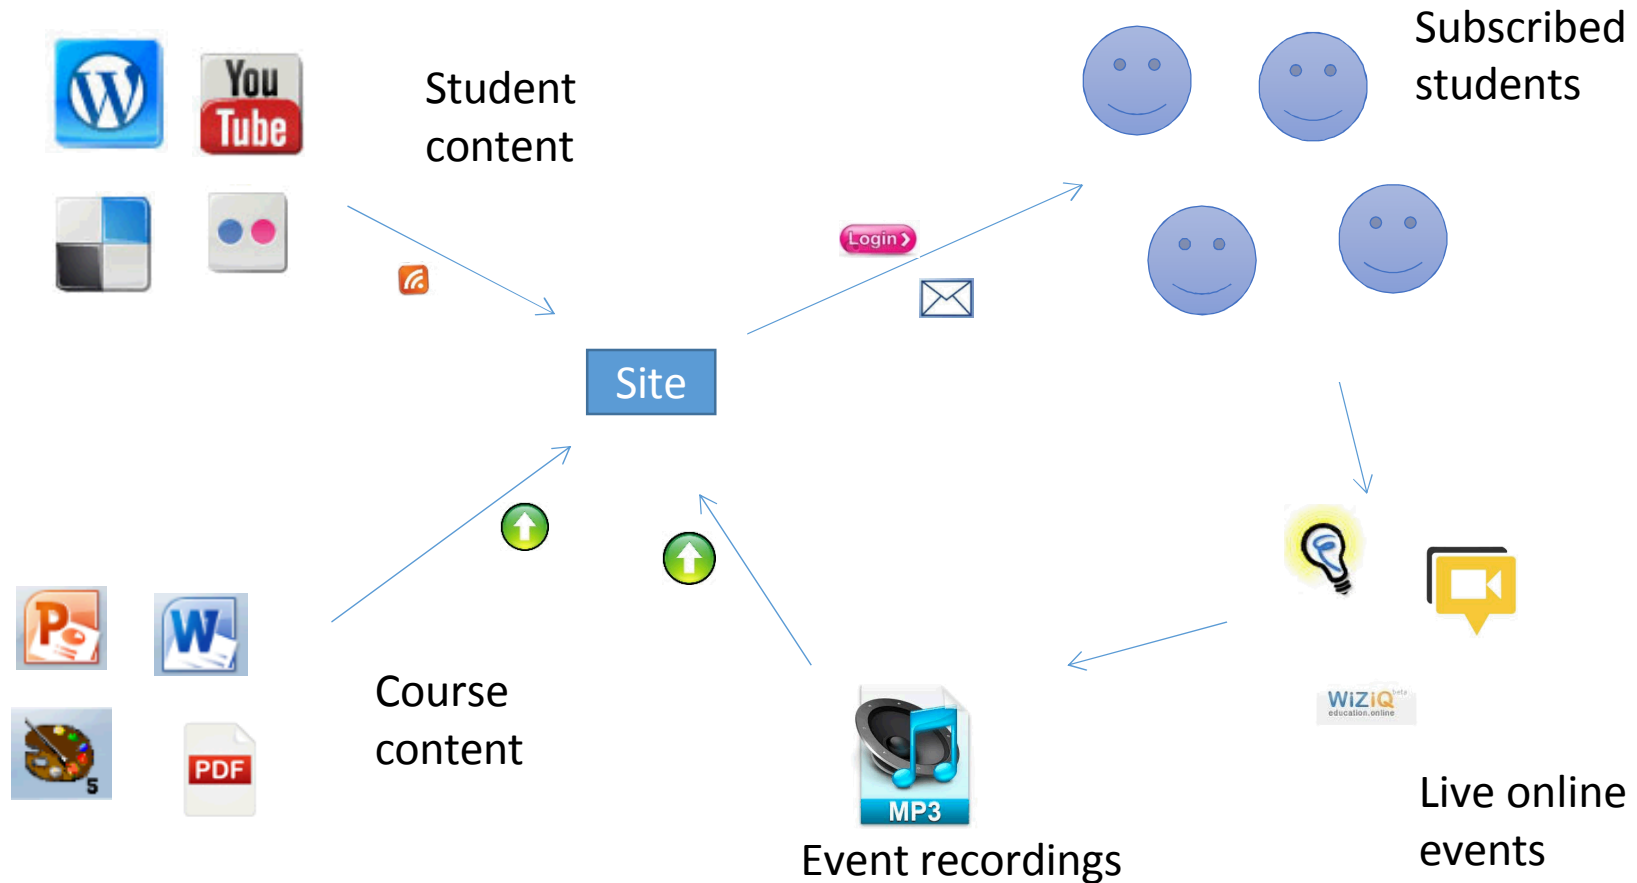 Subscribed
students
You
Tube
Student
content
Login
Site
P
W
Course
content
5
PDF
MP3
WiZiQ beta
education.online
Event recordings
Live online
events